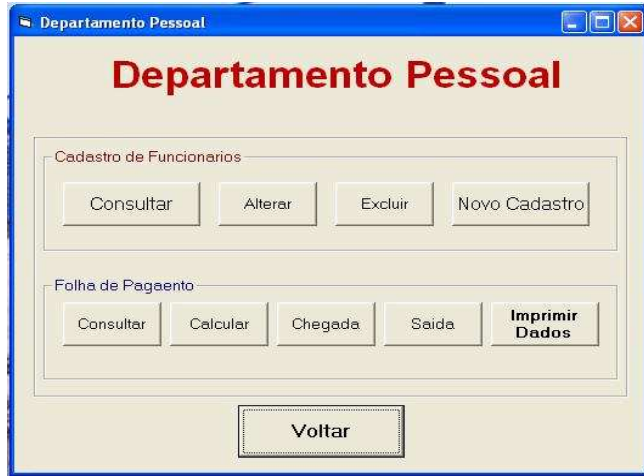 Departamento Pessoal
Departamento Pessoal
Cadastro de Funcionarios
Consultar Alterar Excluir Novo Cadastro
Folha de Pagaento
Consultar Calcular Chegada Saida Imprimir
Dados
Voltar